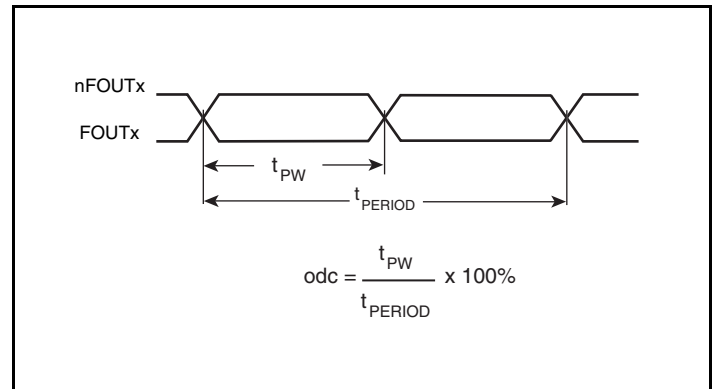 nFOUTx
FOUTx
tPW
tPERIOD
odc = tPW / tPERIOD x 100%